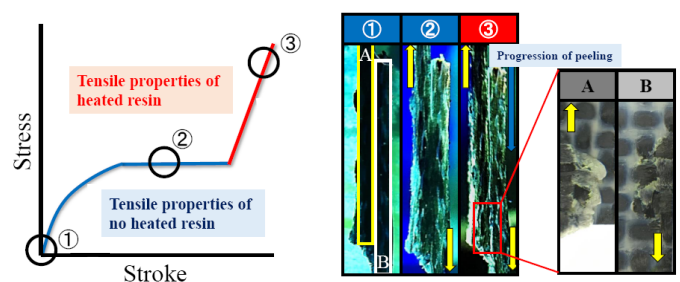 Stress
Stroke
①
②
③
Tensile properties of
heated resin
Tensile properties of
no heated resin
①
②
③
A
B
Progression of peeling
A
B